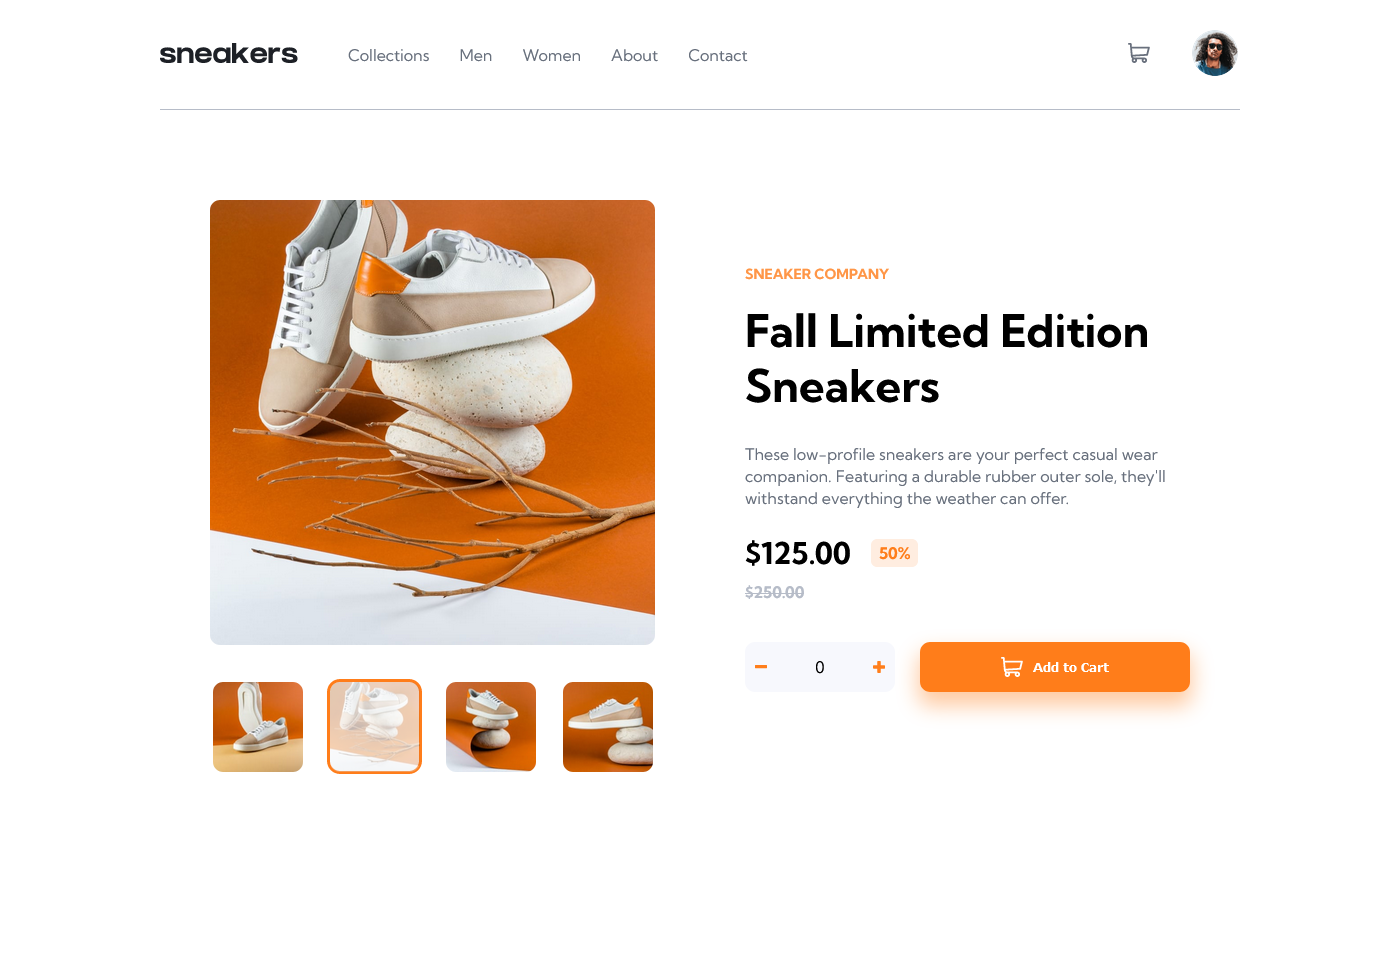 sneakers
Collections Men Women About Contact
SNEAKER COMPANY
Fall Limited Edition
Sneakers
These low-profile sneakers are your perfect casual wear
companion. Featuring a durable rubber outer sole, they'll
withstand everything the weather can offer.
$125.00 50%
$250.00
0 Add to Cart